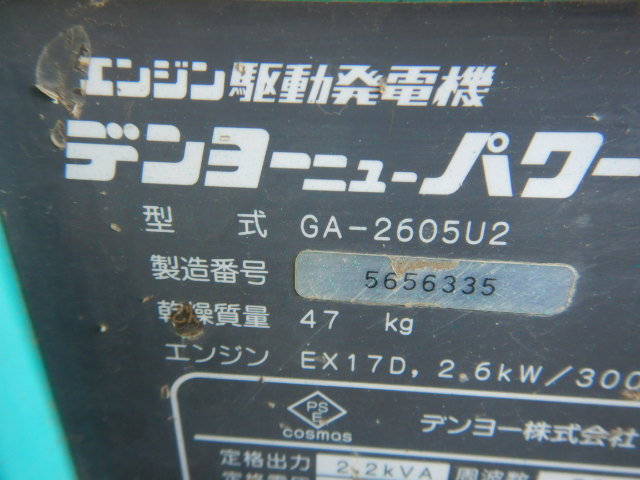 エンジン駆動発電機
デンヨーニューパワー
型 式 GA-2605U2
製造番号 5656335
乾燥質量 47 kg
エンジン EX17D, 2.6kW/300
PS
E
cosmos
デンヨー株式会社
定格出力 2.2kVA 周波数